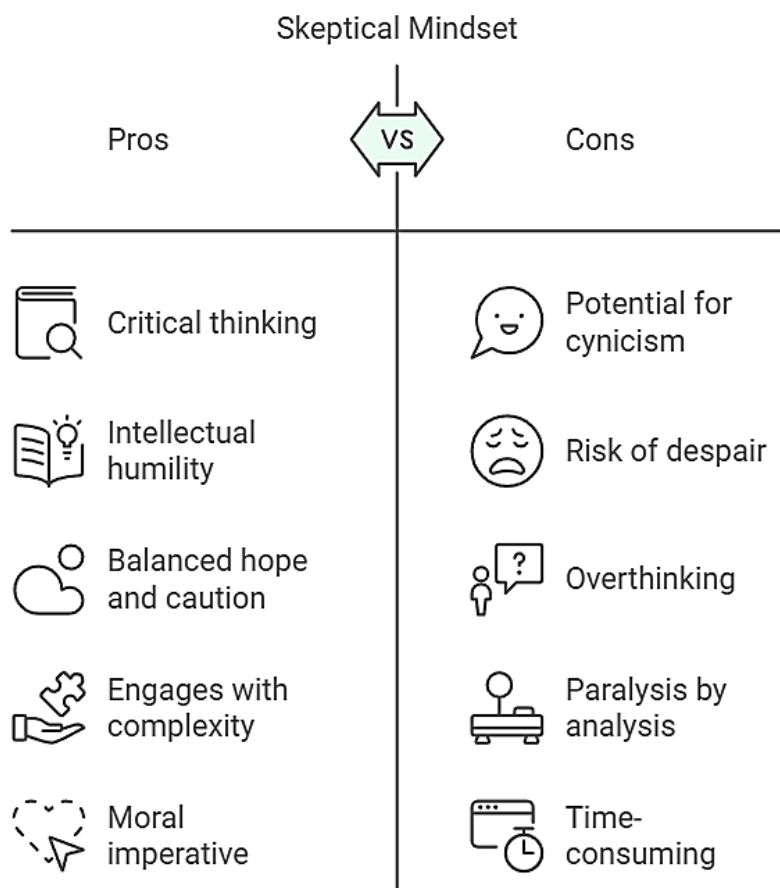 Skeptical Mindset
Pros
VS
Cons
Critical thinking
Potential for
cynicism
Intellectual
humility
Risk of despair
Balanced hope
and caution
?
Overthinking
Engages with
complexity
Paralysis by
analysis
Moral
imperative
Time-
consuming